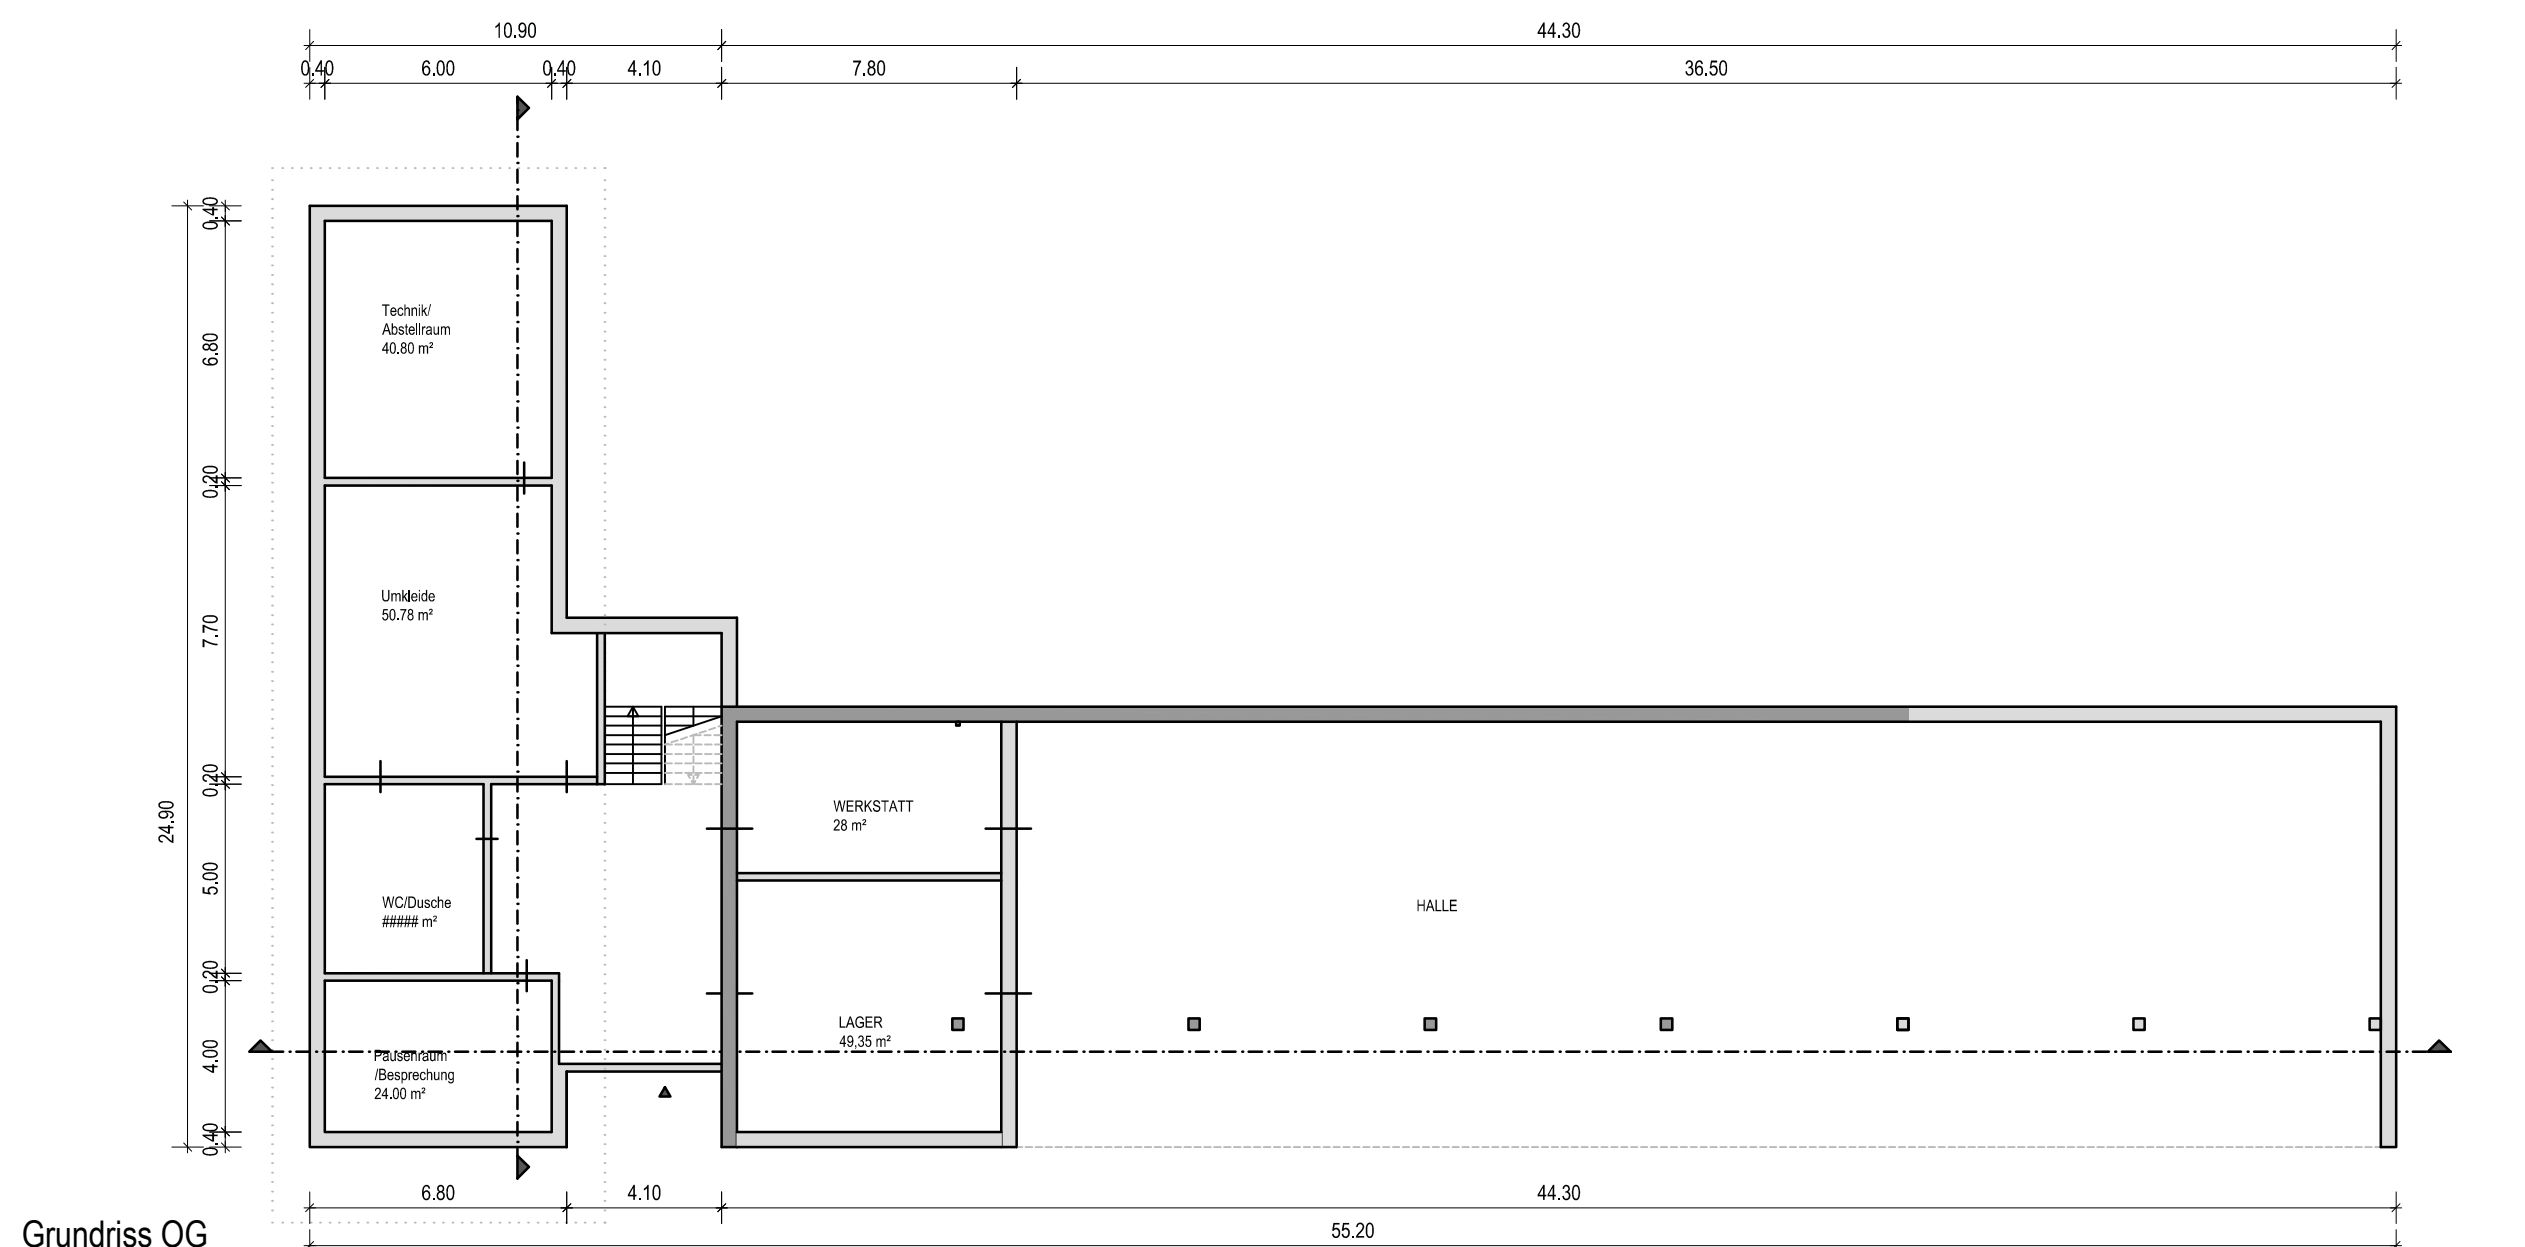 10.90
44.30
0.40
6.00
0.40
4.10
7.80
36.50
0.40
6.80
0.20
7.70
0.20
5.00
0.20
4.00
0.40
24.90
Technik/
Abstellraum
40.80 m²
Umkleide
50.78 m²
WC/Dusche
##### m²
Pausenraum
/Besprechung
24.00 m²
WERKSTATT
28 m²
LAGER
49,35 m²
HALLE
6.80
4.10
44.30
55.20
Grundriss OG